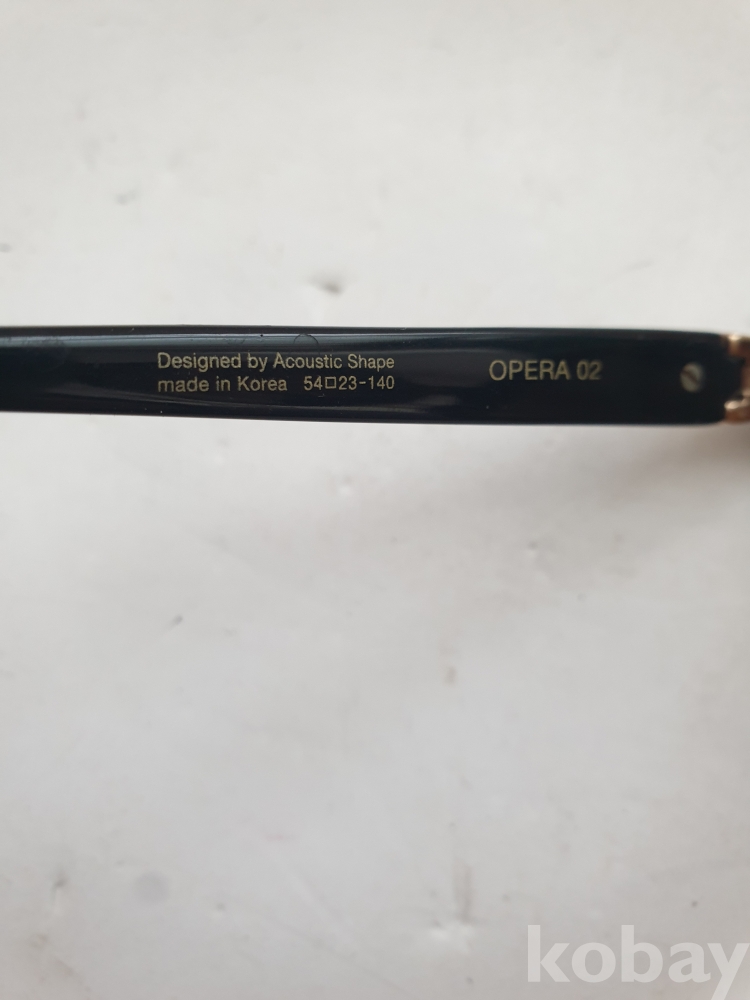 Designed by Acoustic Shape
made in Korea 54□23-140
OPERA 02
kobay